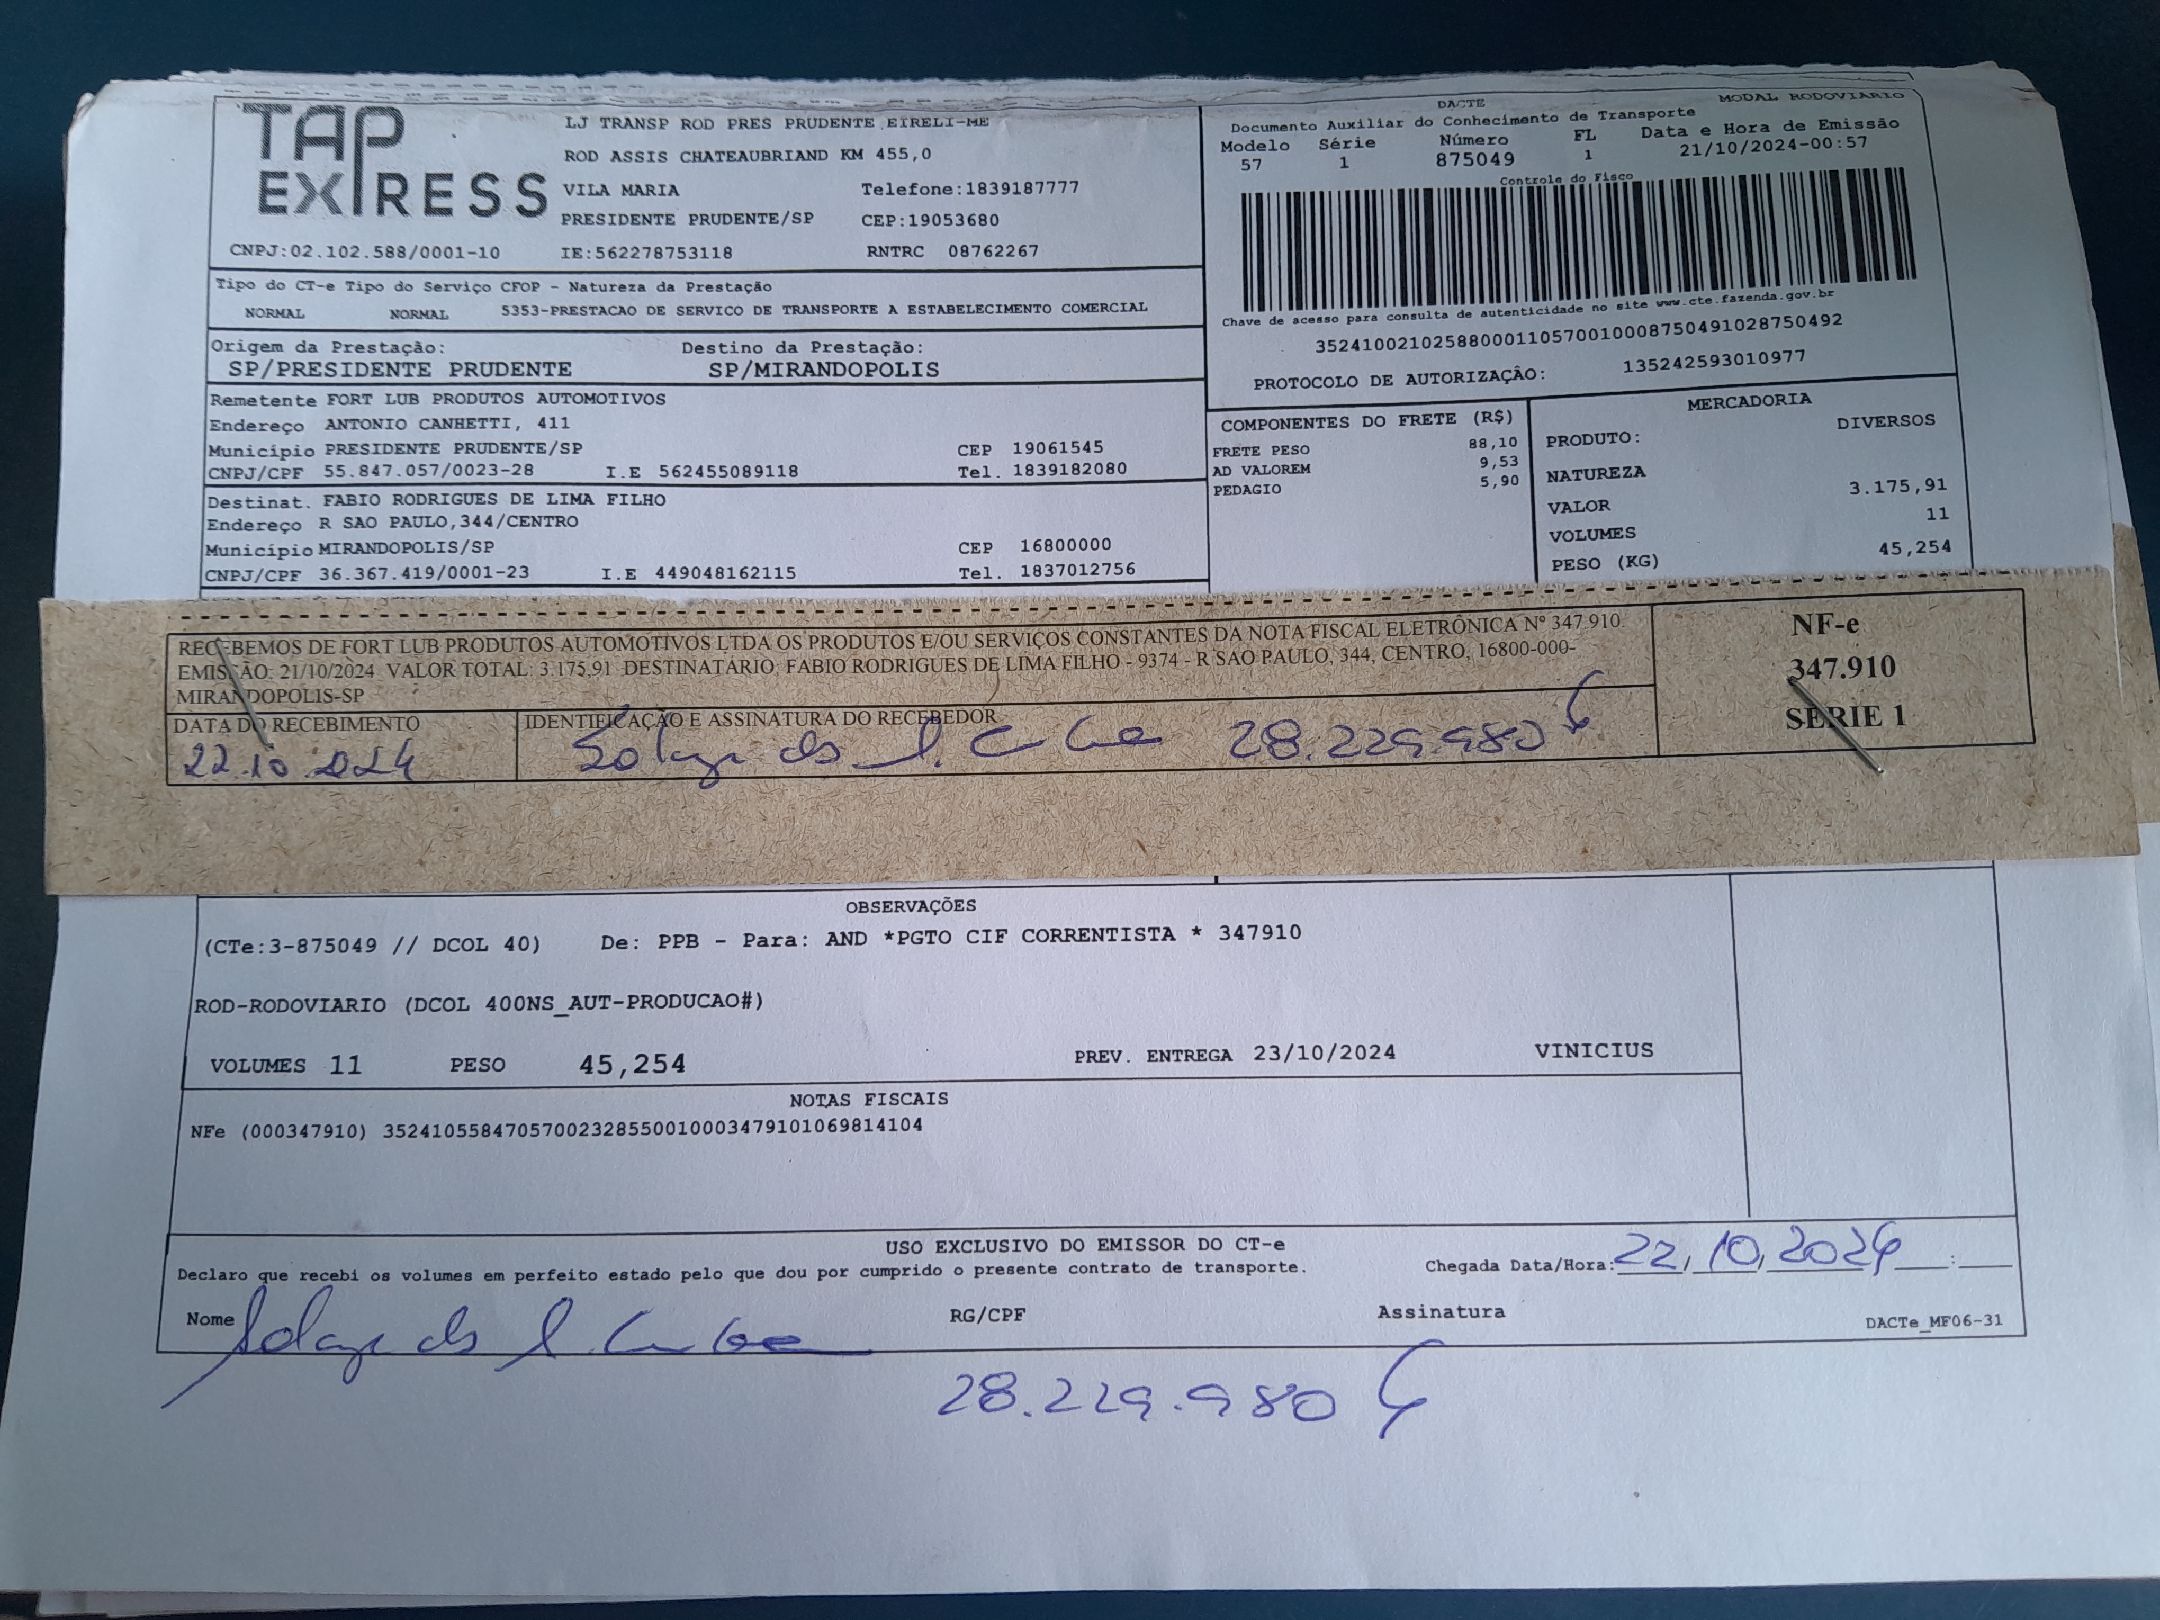 TAP EXPRESS
LJ TRANSP ROD PRES PRUDENTE EIRELI-ME
ROD ASSIS CHATEAUBRIAND KM 455,0
VILA MARIA Telefone:1839187777
PRESIDENTE PRUDENTE/SP CEP:19053680
CNPJ:02.102.588/0001-10 IE:562278753118 RNTRC 08762267
DACTE MODAL RODOVIARIO
Documento Auxiliar do Conhecimento de Transporte
Modelo Série Número FL Data e Hora de Emissão
57 1 875049 1 21/10/2024-00:57
Controle do Fisco
Chave de acesso para consulta de autenticidade no site www.cte.fazenda.gov.br
35241002102588000110570010008750491028750492
PROTOCOLO DE AUTORIZAÇÃO: 135242593010977
Tipo do CT-e Tipo do Serviço CFOP - Natureza da Prestação
NORMAL NORMAL 5353-PRESTACAO DE SERVICO DE TRANSPORTE A ESTABELECIMENTO COMERCIAL
Origem da Prestação: Destino da Prestação:
SP/PRESIDENTE PRUDENTE SP/MIRANDOPOLIS
Remetente FORT LUB PRODUTOS AUTOMOTIVOS
Endereço ANTONIO CANHETTI, 411
Município PRESIDENTE PRUDENTE/SP CEP 19061545
CNPJ/CPF 55.847.057/0023-28 I.E 562455089118 Tel. 1839182080
Destinat. FABIO RODRIGUES DE LIMA FILHO
Endereço R SAO PAULO,344/CENTRO
Município MIRANDOPOLIS/SP CEP 16800000
CNPJ/CPF 36.367.419/0001-23 I.E 449048162115 Tel. 1837012756
COMPONENTES DO FRETE (R$)
FRETE PESO 88,10
AD VALOREM 9,53
PEDAGIO 5,90
MERCADORIA
PRODUTO: DIVERSOS
NATUREZA
VALOR 3.175,91
VOLUMES 11
PESO (KG) 45,254
RECEBEMOS DE FORT LUB PRODUTOS AUTOMOTIVOS LTDA OS PRODUTOS E/OU SERVIÇOS CONSTANTES DA NOTA FISCAL ELETRÔNICA Nº 347.910.
EMISSÃO: 21/10/2024 VALOR TOTAL: 3.175,91 DESTINATARIO: FABIO RODRIGUES DE LIMA FILHO - 9374 - R SAO PAULO, 344, CENTRO, 16800-000-
MIRANDOPOLIS-SP
NF-e
347.910
SÉRIE 1
DATA DO RECEBIMENTO IDENTIFICAÇÃO E ASSINATURA DO RECEBEDOR
22.10.2024 28.229.980
OBSERVAÇÕES
(CTe:3-875049 // DCOL 40) De: PPB - Para: AND *PGTO CIF CORRENTISTA * 347910
ROD-RODOVIARIO (DCOL 400NS_AUT-PRODUCAO#)
VOLUMES 11 PESO 45,254 PREV. ENTREGA 23/10/2024 VINICIUS
NOTAS FISCAIS
NFe (000347910) 35241055847057002328550010003479101069814104
USO EXCLUSIVO DO EMISSOR DO CT-e
Declaro que recebi os volumes em perfeito estado pelo que dou por cumprido o presente contrato de transporte. Chegada Data/Hora: 22/10/2024 :
Nome RG/CPF Assinatura DACTe_MF06-31
28.229.980